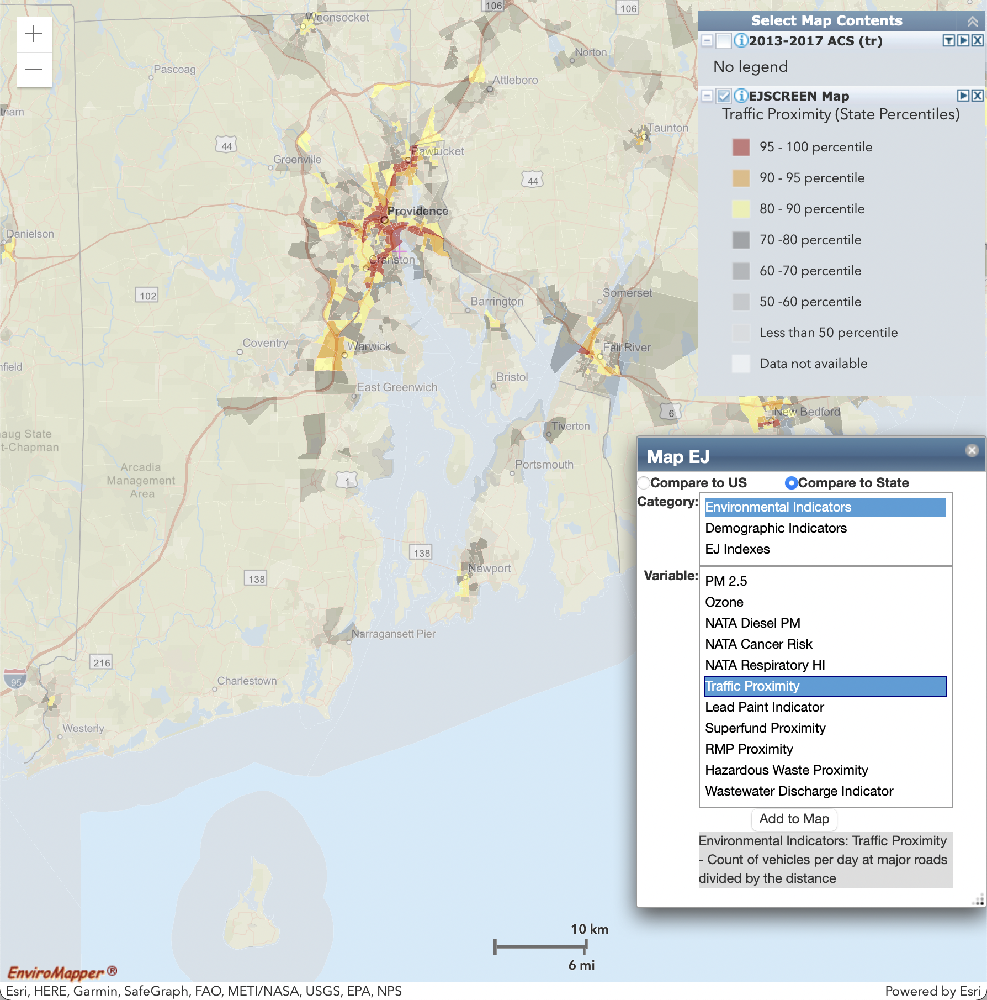 106
106
Woonsocket
Norton
Pascoag
Attleboro
tnam
Taunton
44
Pawtucket
Greenville
44
Providence
Danielson
Cranston
102
Somerset
Barrington
Coventry
Warwick
Fall River
nfield
Bristol
East Greenwich
6
New Bedford
Tiverton
aug State
t-Chapman
Portsmouth
Arcadia
Management
Area
1
138
Newport
138
Narragansett Pier
216
95
Charlestown
Westerly
Select Map Contents
2013-2017 ACS (tr)
No legend
EJSCREEN Map
Traffic Proximity (State Percentiles)
95 - 100 percentile
90 - 95 percentile
80 - 90 percentile
70 -80 percentile
60 -70 percentile
50 -60 percentile
Less than 50 percentile
Data not available
Map EJ
Compare to US Compare to State
Category:
Environmental Indicators
Demographic Indicators
EJ Indexes
Variable:
PM 2.5
Ozone
NATA Diesel PM
NATA Cancer Risk
NATA Respiratory HI
Traffic Proximity
Lead Paint Indicator
Superfund Proximity
RMP Proximity
Hazardous Waste Proximity
Wastewater Discharge Indicator
Add to Map
Environmental Indicators: Traffic Proximity
- Count of vehicles per day at major roads
divided by the distance
10 km
6 mi
EnviroMapper ®
Esri, HERE, Garmin, SafeGraph, FAO, METI/NASA, USGS, EPA, NPS
Powered by Esri